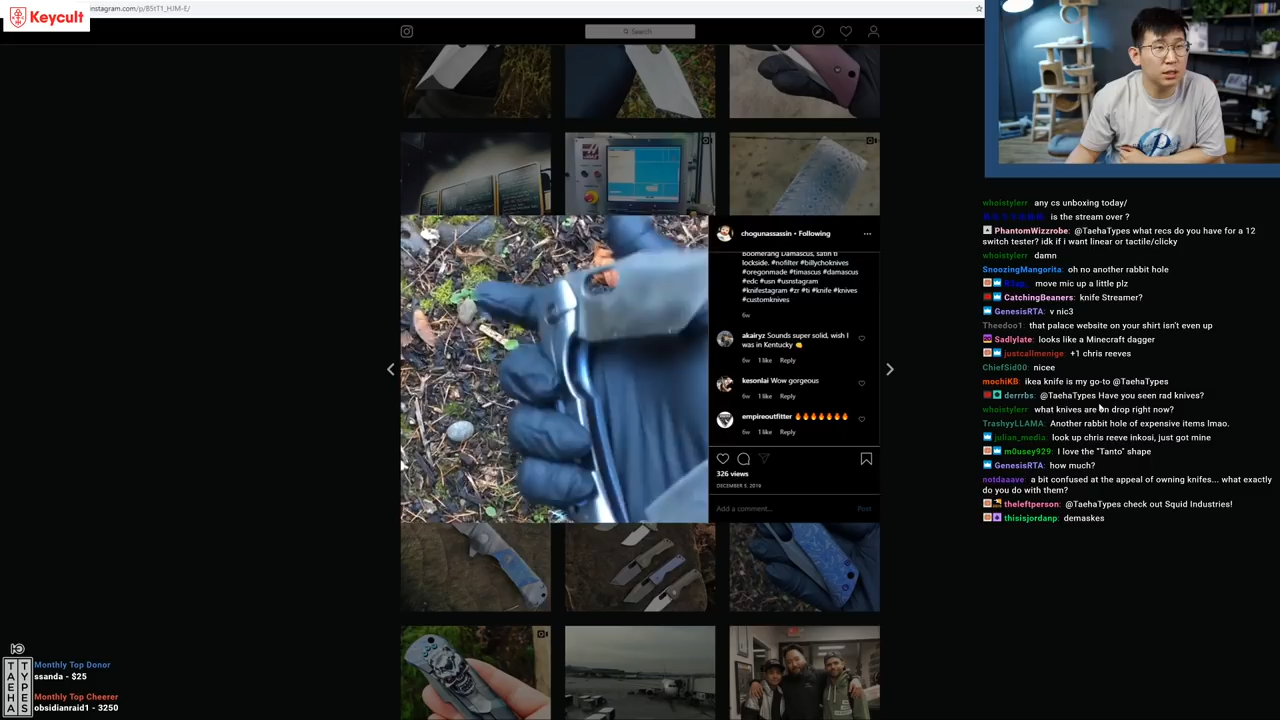 Keycult
instagram.com/p/B5tT1_HJM-E/
Search
chogunassassin • Following
boomerang Damascus, satin ti
lockside. #nofilter #billychoknives
#oregonmade #timascus #damascus
#edc #usn #usnstagram
#knifestagram #zr #ti #knife #knives
#customknives
6w
akairyz Sounds super solid, wish I
was in Kentucky 👊
6w 1 like Reply
kesonlai Wow gorgeous
6w 1 like Reply
empireoutfitter 🔥🔥🔥🔥🔥🔥🔥
6w 1 like Reply
326 views
DECEMBER 5, 2019
Add a comment...
Post
whoistylerr any cs unboxing today/
is the stream over ?
PhantomWizzrobe: @TaehaTypes what recs do you have for a 12
switch tester? idk if i want linear or tactile/clicky
whoistylerr damn
SnoozingMangorita: oh no another rabbit hole
move mic up a little plz
CatchingBeaners: knife Streamer?
GenesisRTA: v nic3
Theedoo1: that palace website on your shirt isn't even up
Sadlylate: looks like a Minecraft dagger
justcallmenige: +1 chris reeves
ChiefSid00: nicee
mochiKB: ikea knife is my go-to @TaehaTypes
derrrbs: @TaehaTypes Have you seen rad knives?
whoistylerr: what knives are on drop right now?
TrashyyLLAMA: Another rabbit hole of expensive items lmao.
julian_media: look up chris reeve inkosi, just got mine
m0usey929: I love the "Tanto" shape
GenesisRTA: how much?
notdaaave: a bit confused at the appeal of owning knifes... what exactly
do you do with them?
theleftperson: @TaehaTypes check out Squid Industries!
thisisjordanp: demaskes
TAEHA TYPES
Monthly Top Donor
ssanda - $25
Monthly Top Cheerer
obsidianraid1 - 3250